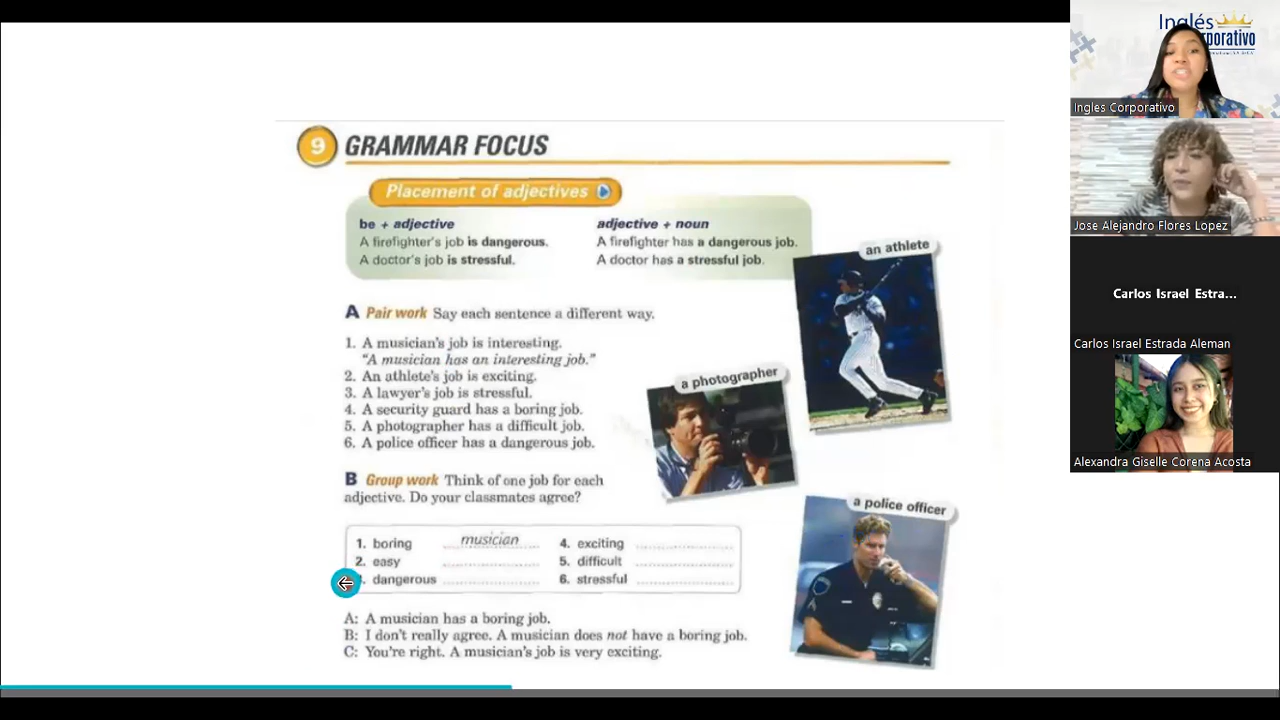 9 GRAMMAR FOCUS
Placement of adjectives
be + adjective
A firefighter's job is dangerous.
A doctor's job is stressful.
adjective + noun
A firefighter has a dangerous job.
A doctor has a stressful job.
an athlete
A Pair work Say each sentence a different way.
1. A musician's job is interesting.
"A musician has an interesting job."
2. An athlete's job is exciting.
3. A lawyer's job is stressful.
4. A security guard has a boring job.
5. A photographer has a difficult job.
6. A police officer has a dangerous job.
a photographer
B Group work Think of one job for each
adjective. Do your classmates agree?
a police officer
1. boring musician
2. easy
dangerous
4. exciting
5. difficult
6. stressful
A: A musician has a boring job.
B: I don't really agree. A musician does not have a boring job.
C: You're right. A musician's job is very exciting.
Inglés
Ingles Corporativo
Jose Alejandro Flores Lopez
Carlos Israel Estra...
Carlos Israel Estrada Aleman
Alexandra Giselle Corena Acosta